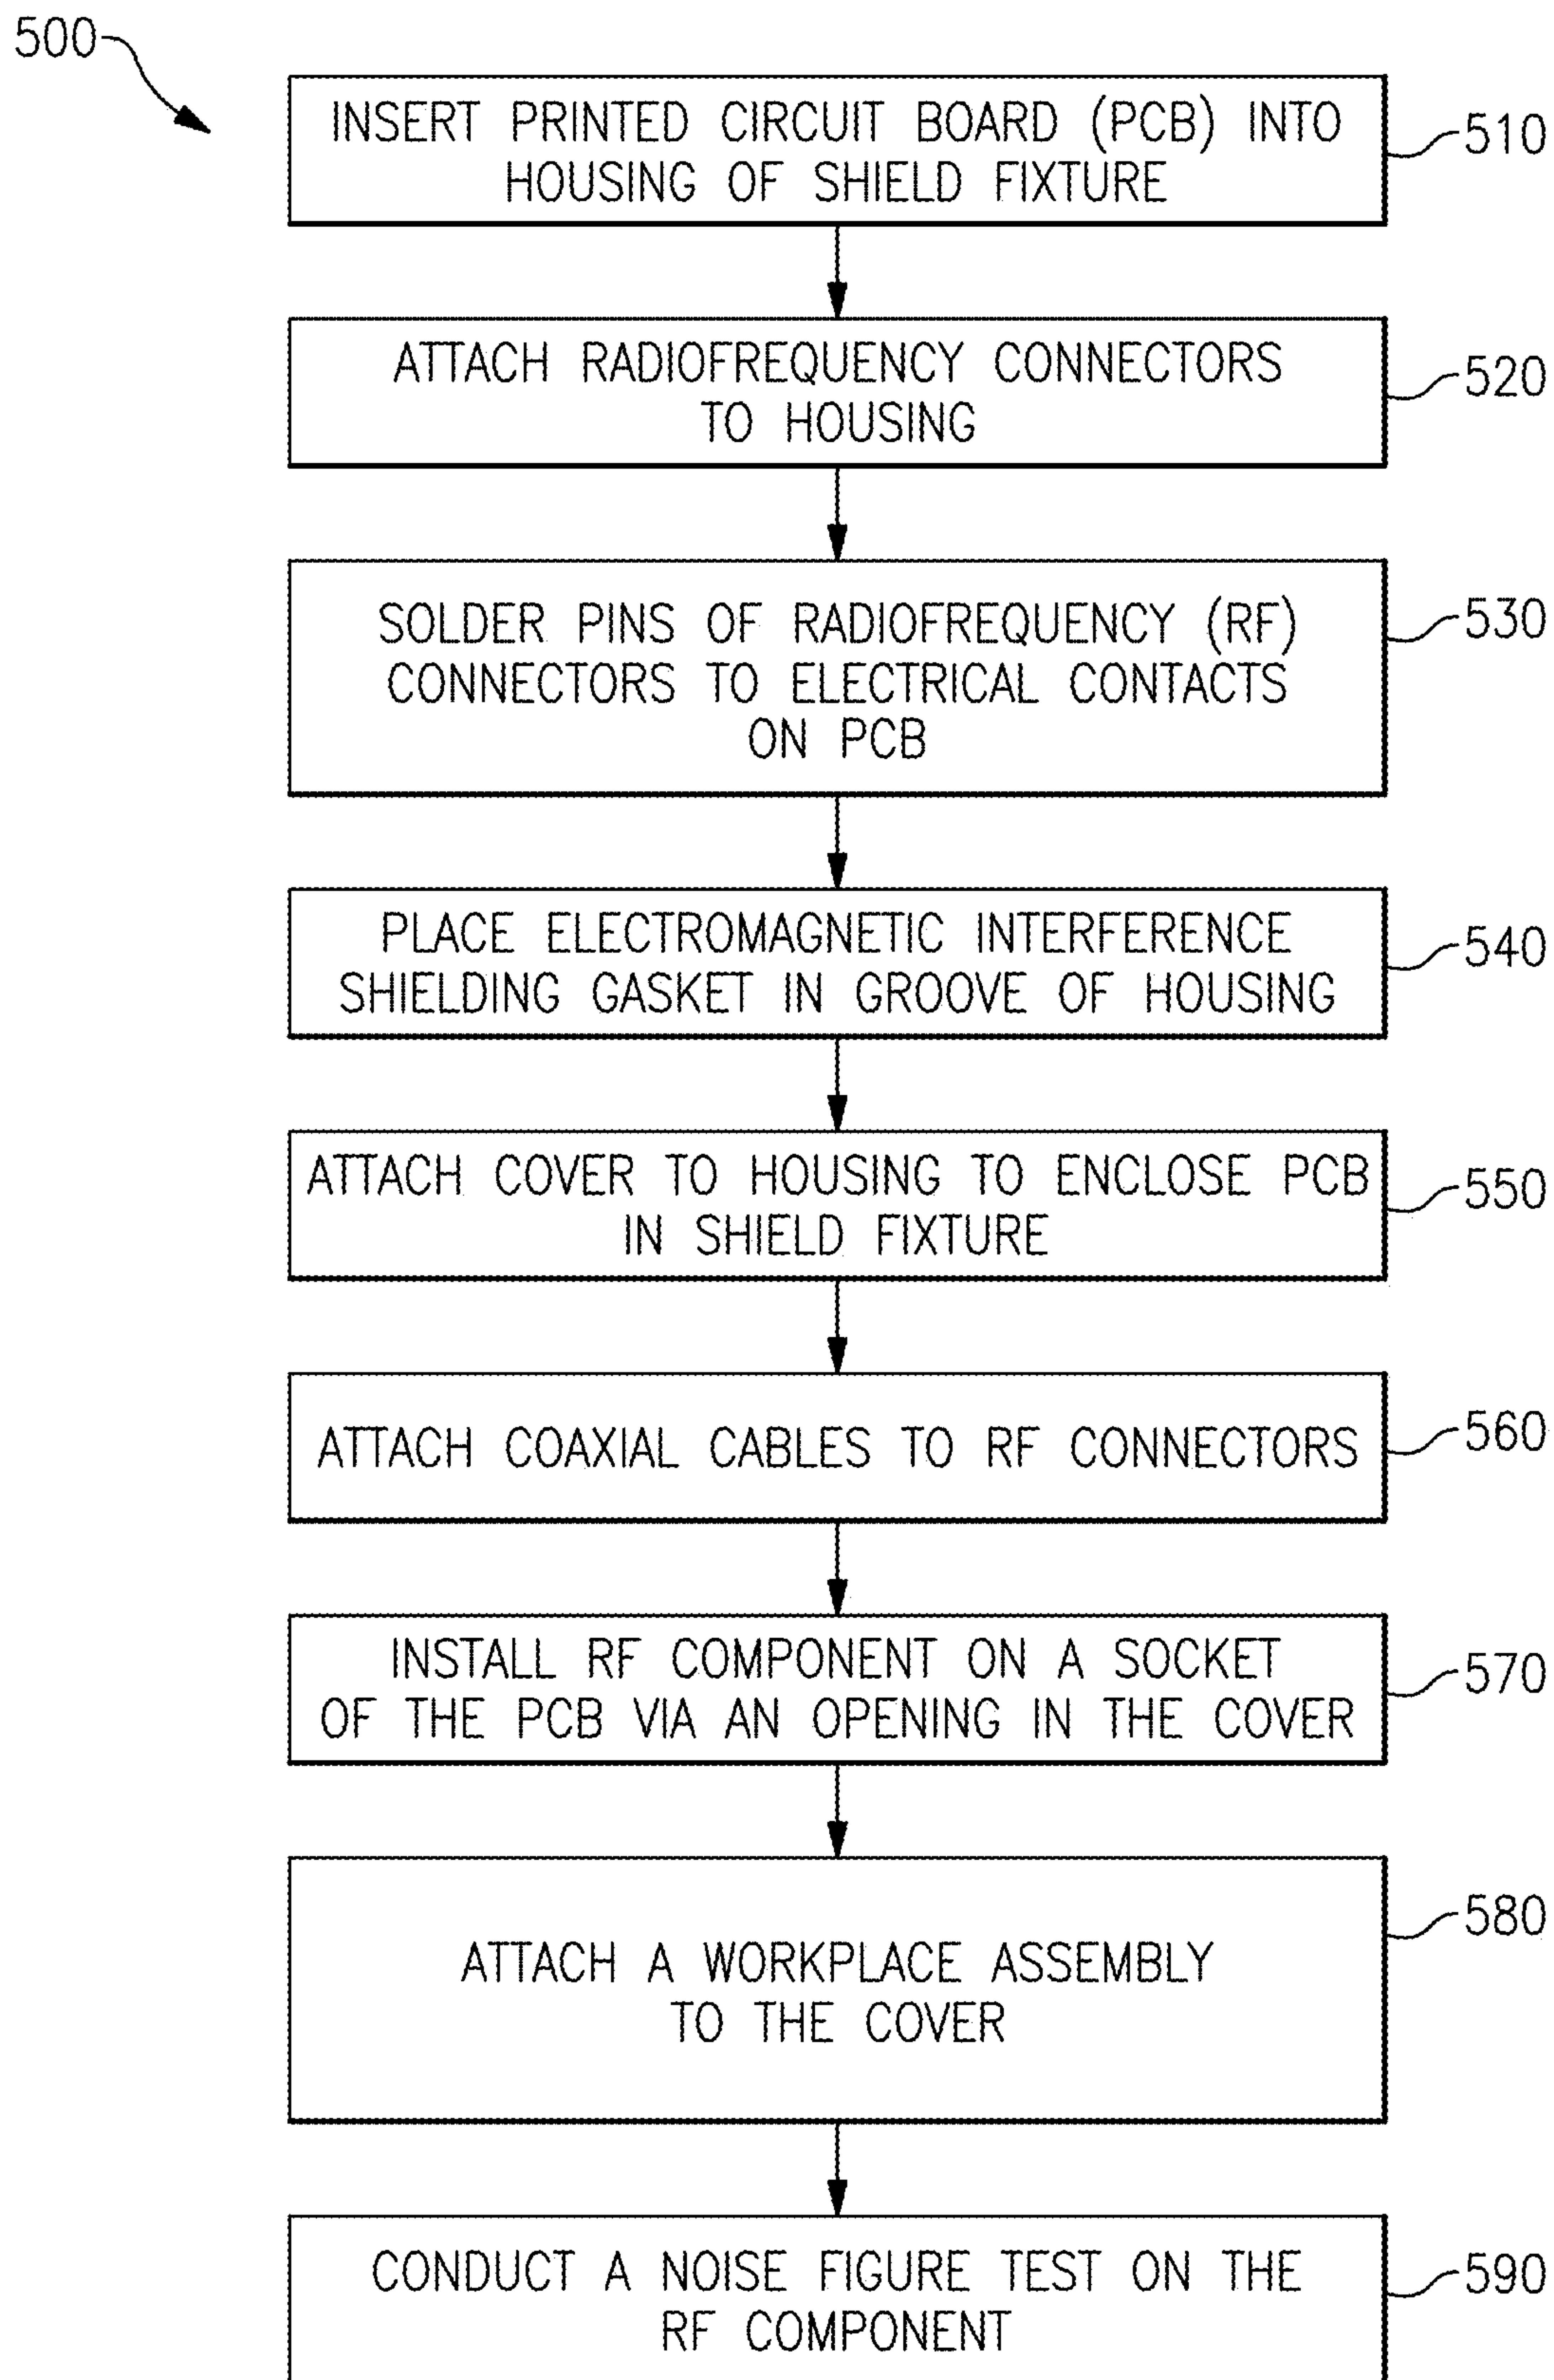 500
INSERT PRINTED CIRCUIT BOARD (PCB) INTO
HOUSING OF SHIELD FIXTURE
510
ATTACH RADIOFREQUENCY CONNECTORS
TO HOUSING
520
SOLDER PINS OF RADIOFREQUENCY (RF)
CONNECTORS TO ELECTRICAL CONTACTS
ON PCB
530
PLACE ELECTROMAGNETIC INTERFERENCE
SHIELDING GASKET IN GROOVE OF HOUSING
540
ATTACH COVER TO HOUSING TO ENCLOSE PCB
IN SHIELD FIXTURE
550
ATTACH COAXIAL CABLES TO RF CONNECTORS
560
INSTALL RF COMPONENT ON A SOCKET
OF THE PCB VIA AN OPENING IN THE COVER
570
ATTACH A WORKPLACE ASSEMBLY
TO THE COVER
580
CONDUCT A NOISE FIGURE TEST ON THE
RF COMPONENT
590